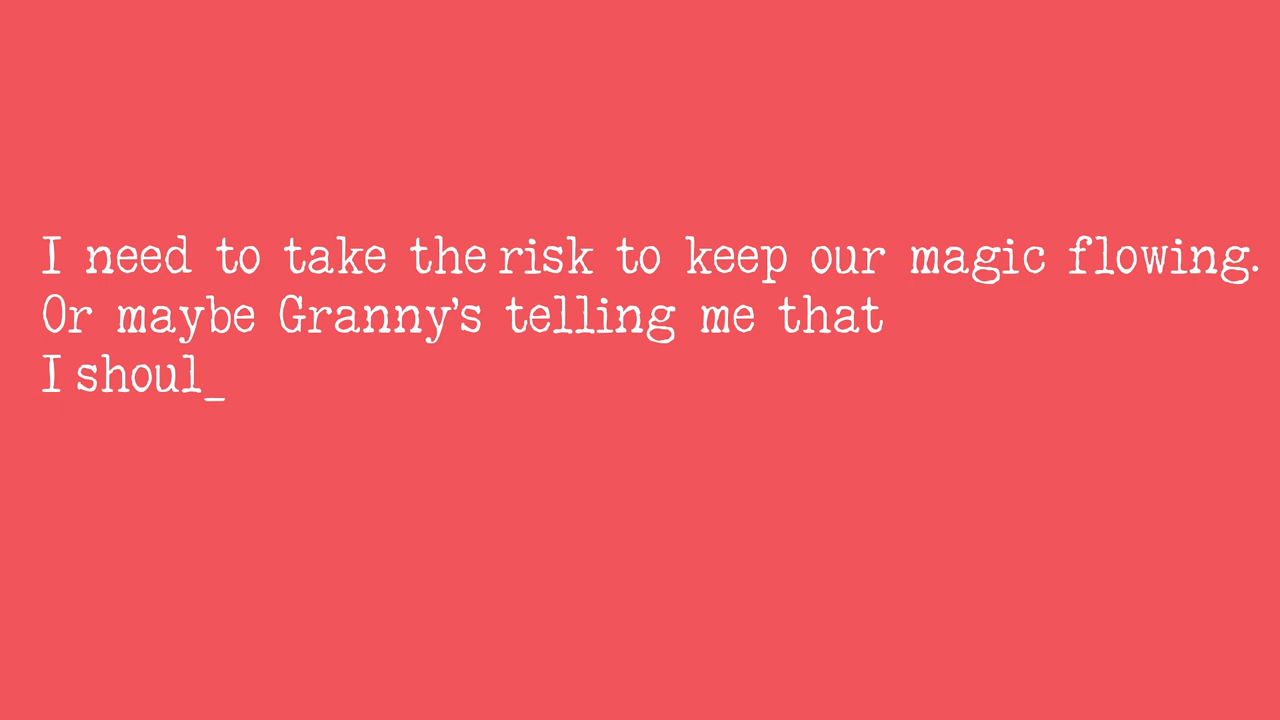 I need to take the risk to keep our magic flowing.
Or maybe Granny’s telling me that
I shoul_